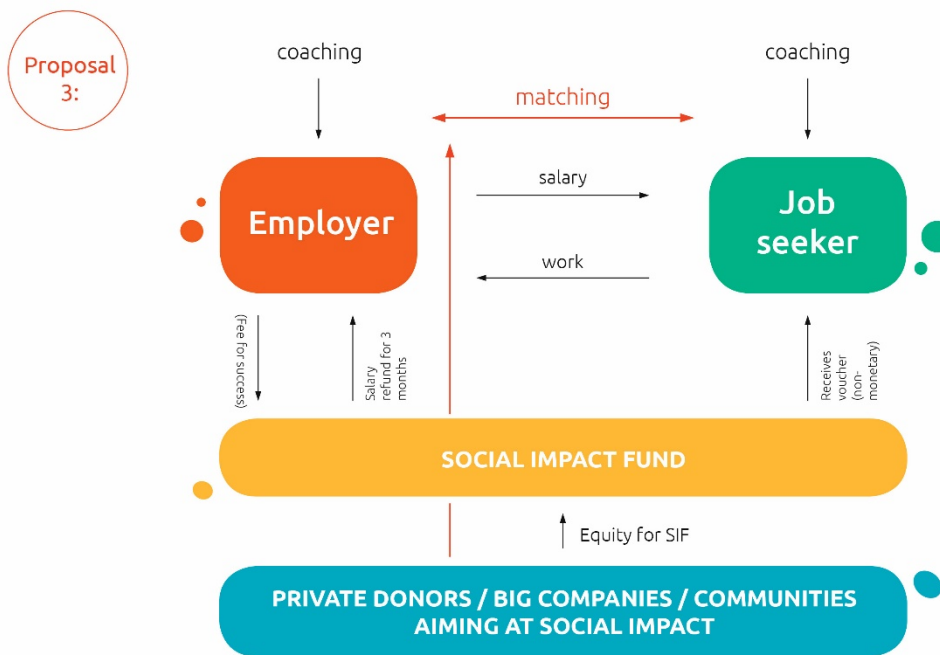 Proposal
3:
coaching
coaching
matching
Employer
salary
work
Job
seeker
(Fee for
success)
Salary
refund for 3
months
Receives
voucher
(non-
monetary)
SOCIAL IMPACT FUND
Equity for SIF
PRIVATE DONORS / BIG COMPANIES / COMMUNITIES
AIMING AT SOCIAL IMPACT